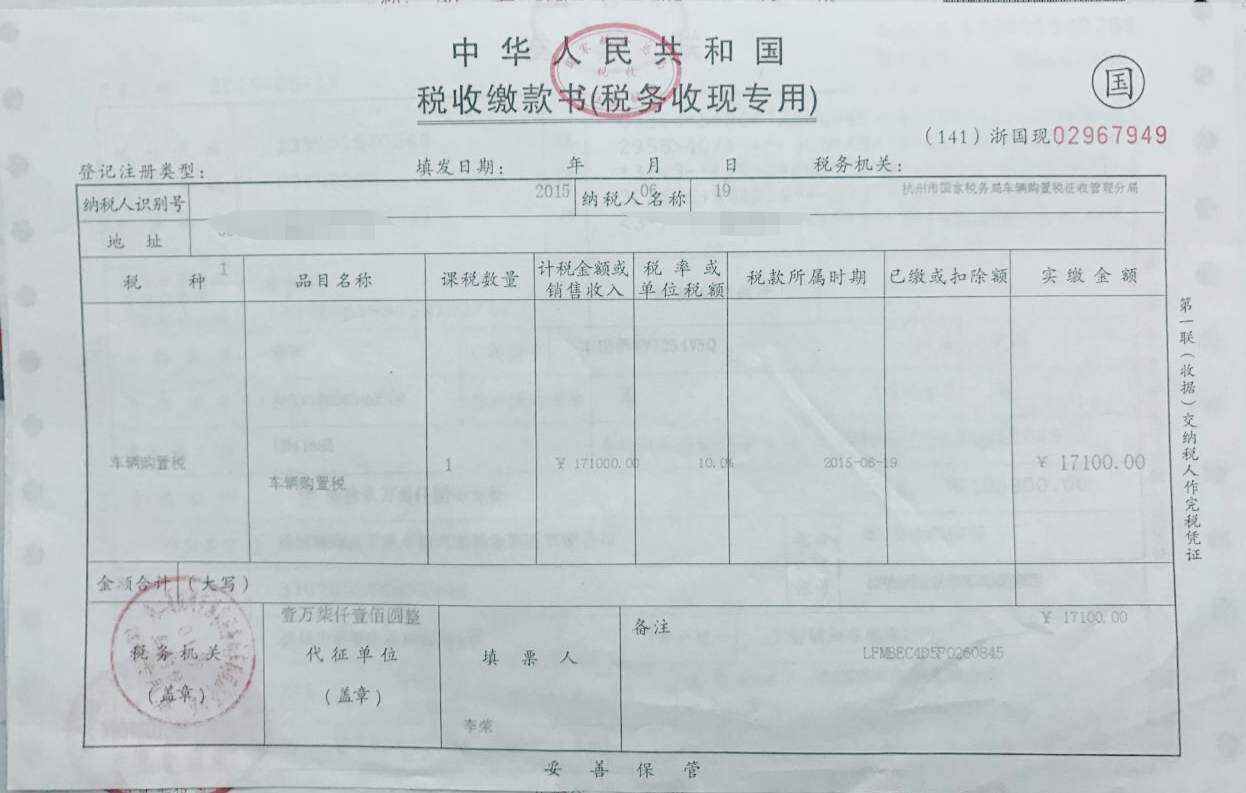 中华人民共和国
税收缴款书(税务收现专用)
国
(141)浙国现02967949
登记注册类型: 填发日期: 年 月 日 税务机关:
2015 06 19 杭州市国家税务局车辆购置税征收管理分局
纳税人识别号 纳税人名称
地 址
税 种 品目名称 课税数量 计税金额或销售收入 税率或单位税额 税款所属时期 已缴或扣除额 实缴金额
1
车辆购置税 车辆购置税 1 ¥ 171000.00 10.0% 2015-06-19 ¥ 17100.00
金额合计 (大写)
壹万柒仟壹佰圆整 ¥ 17100.00
税务机关 代征单位 填票人 备注
LFMBEC4D5F0260845
(盖章) (盖章)
李荣
妥善保管
第一联(收据)交纳税人作完税凭证